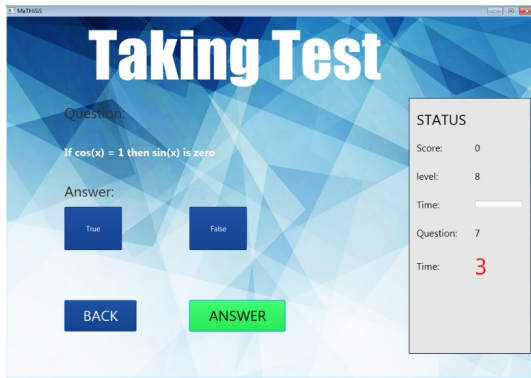 MaTHiSiS
Taking Test
Question:
If cos(x) = 1 then sin(x) is zero
Answer:
True False
BACK ANSWER
STATUS
Score: 0
level: 8
Time:
Question: 7
Time: 3